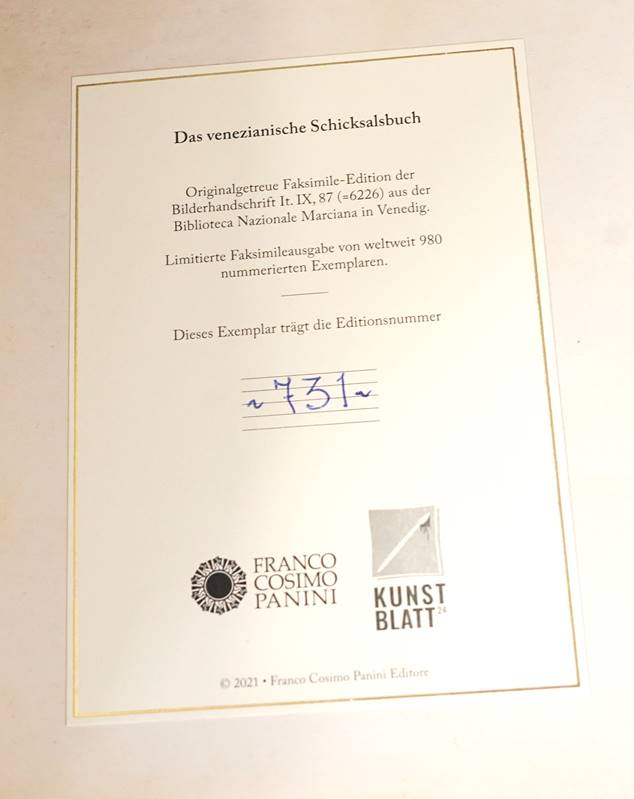 Das venezianische Schicksalsbuch
Originalgetreue Faksimile-Edition der
Bilderhandschrift It. IX, 87 (=6226) aus der
Biblioteca Nazionale Marciana in Venedig.
Limitierte Faksimileausgabe von weltweit 980
nummerierten Exemplaren.
Dieses Exemplar trägt die Editionsnummer
~ 731 ~
FRANCO
COSIMO
PANINI
KUNST
BLATT24
© 2021 • Franco Cosimo Panini Editore